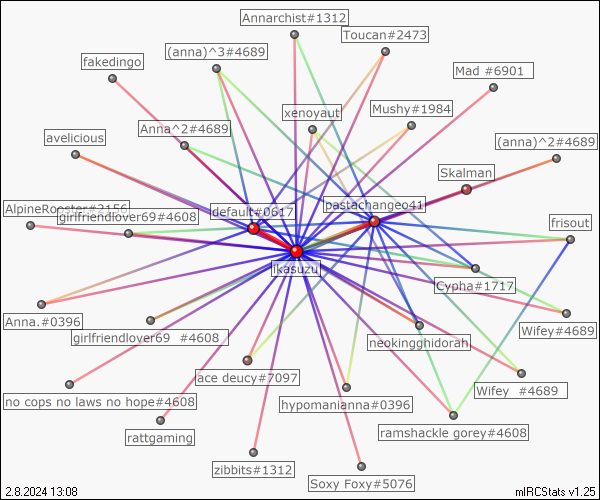 Annarchist#1312
Toucan#2473
(anna)^3#4689
fakedingo
Mad #6901
xenoyaut
Mushy#1984
Anna^2#4689
avelicious
(anna)^2#4689
Skalman
AlpineRooster#2156
girlfriendlover69#4608
default#0617
pastachangeo41
frisout
[kasuzu]
Cypha#1717
Anna.#0396
girlfriendlover69 #4608
neokingghidorah
Wifey#4689
ace deucy#7097
Wifey #4689
no cops no laws no hope#4608
hypomanianna#0396
rattgaming
ramshackle gorey#4608
zibbits#1312
Soxy Foxy#5076
2.8.2024 13:08
mIRCStats v1.25